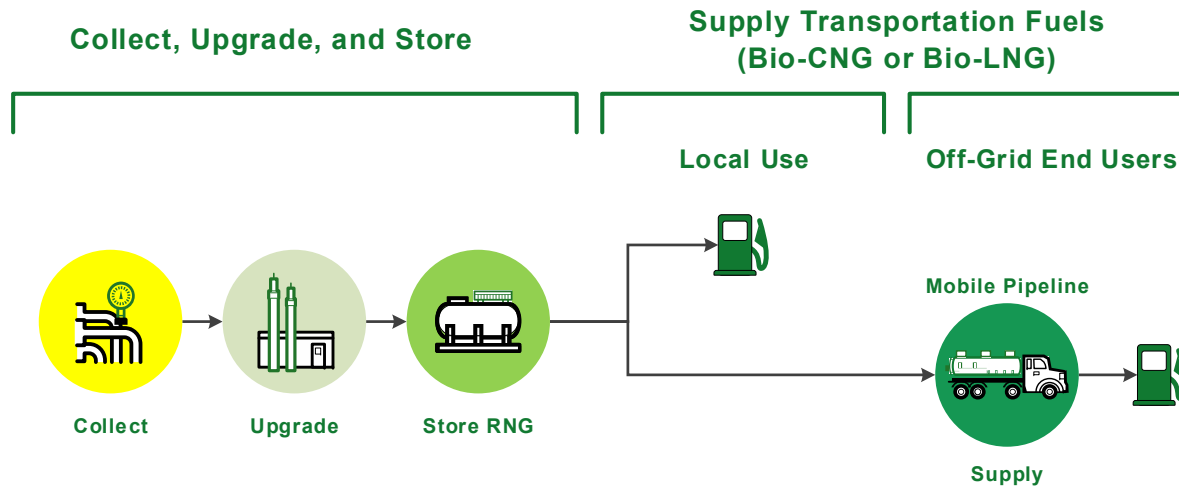 Collect, Upgrade, and Store
Supply Transportation Fuels
(Bio-CNG or Bio-LNG)
Local Use
Off-Grid End Users
Mobile Pipeline
Collect
Upgrade
Store RNG
Supply